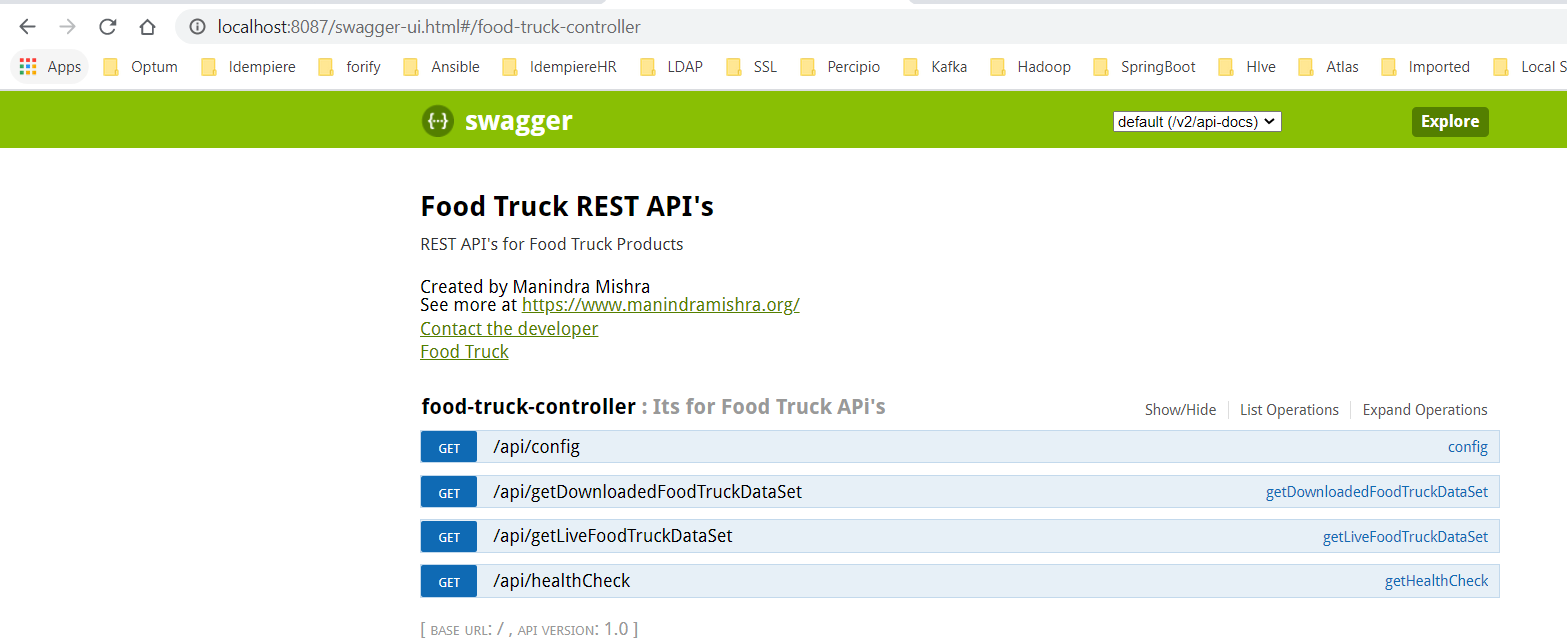 localhost:8087/swagger-ui.html#/food-truck-controller
Apps Optum Idempiere forify Ansible IdempiereHR LDAP SSL Percipio Kafka Hadoop SpringBoot HIve Atlas Imported Local S
{···} swagger default (/v2/api-docs) Explore
Food Truck REST API's
REST API's for Food Truck Products
Created by Manindra Mishra
See more at https://www.manindramishra.org/
Contact the developer
Food Truck
food-truck-controller : Its for Food Truck APi's Show/Hide List Operations Expand Operations
GET /api/config config
GET /api/getDownloadedFoodTruckDataSet getDownloadedFoodTruckDataSet
GET /api/getLiveFoodTruckDataSet getLiveFoodTruckDataSet
GET /api/healthCheck getHealthCheck
[ BASE URL: / , API VERSION: 1.0 ]